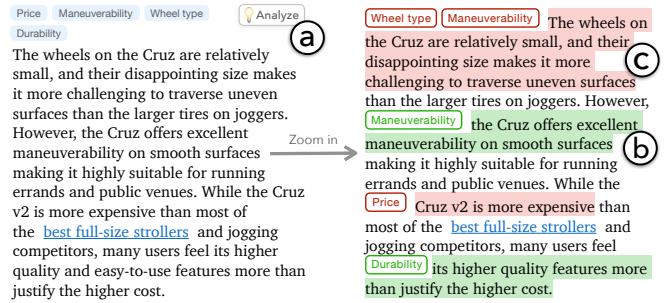 Price Maneuverability Wheel type Analyze
Durability
a
The wheels on the Cruz are relatively
small, and their disappointing size makes
it more challenging to traverse uneven
surfaces than the larger tires on joggers.
However, the Cruz offers excellent
maneuverability on smooth surfaces
making it highly suitable for running
errands and public venues. While the Cruz
v2 is more expensive than most of
the best full-size strollers and jogging
competitors, many users feel its higher
quality and easy-to-use features more than
justify the higher cost.
Zoom in
Wheel type Maneuverability The wheels on
the Cruz are relatively small, and their
disappointing size makes it more
challenging to traverse uneven surfaces
than the larger tires on joggers. However,
c
Maneuverability the Cruz offers excellent
maneuverability on smooth surfaces
b
making it highly suitable for running
errands and public venues. While the
Price Cruz v2 is more expensive than
most of the best full-size strollers and
jogging competitors, many users feel
Durability its higher quality features more than
justify the higher cost.